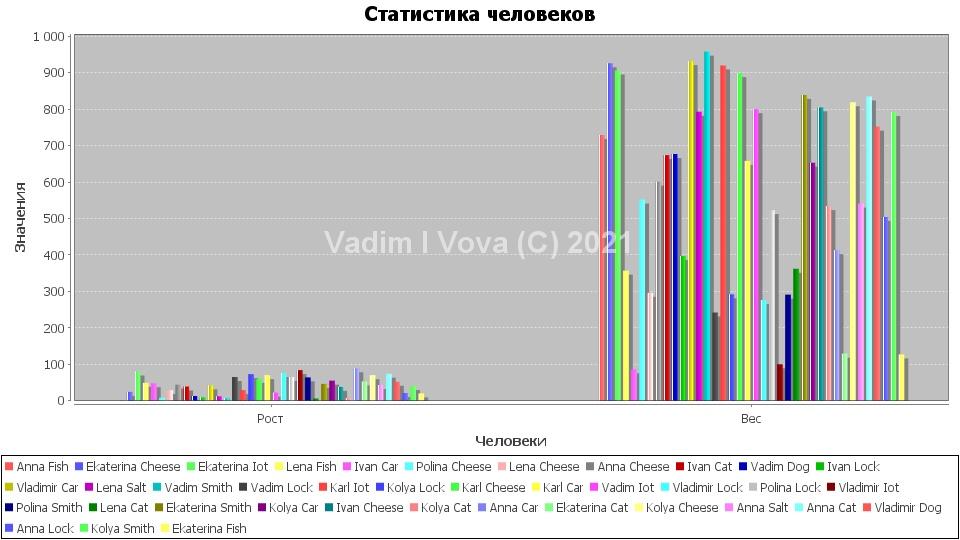 Статистика человеков
1 000
900
800
700
600
500
400
300
200
100
0
Значения
Vadim I Vova (C) 2021
Рост
Вес
Человеки
Anna Fish Ekaterina Cheese Ekaterina Iot Lena Fish Ivan Car Polina Cheese Lena Cheese Anna Cheese Ivan Cat Vadim Dog Ivan Lock
Vladimir Car Lena Salt Vadim Smith Vadim Lock Karl Iot Kolya Lock Karl Cheese Karl Car Vadim Iot Vladimir Lock Polina Lock Vladimir Iot
Polina Smith Lena Cat Ekaterina Smith Kolya Car Ivan Cheese Kolya Cat Anna Car Ekaterina Cat Kolya Cheese Anna Salt Anna Cat Vladimir Dog
Anna Lock Kolya Smith Ekaterina Fish